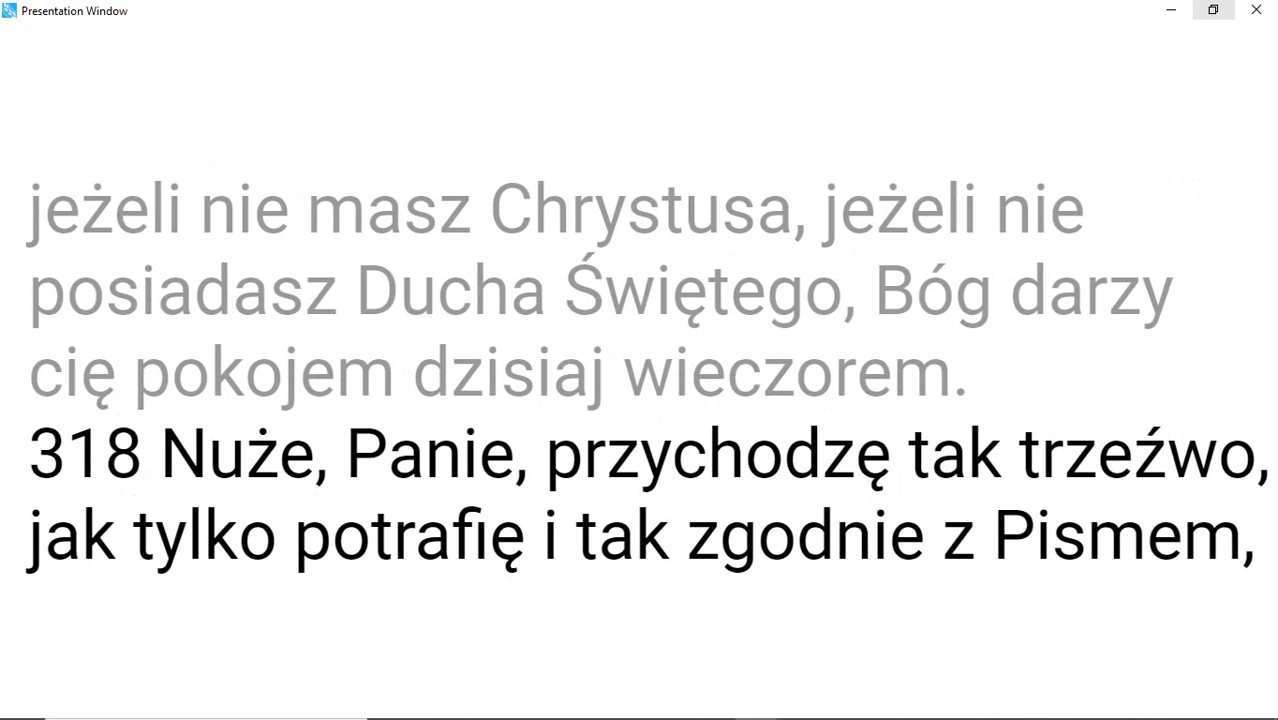 Presentation Window
jeżeli nie masz Chrystusa, jeżeli nie
posiadasz Ducha Świętego, Bóg darzy
cię pokojem dzisiaj wieczorem.
318 Nuże, Panie, przychodzę tak trzeźwo,
jak tylko potrafię i tak zgodnie z Pismem,